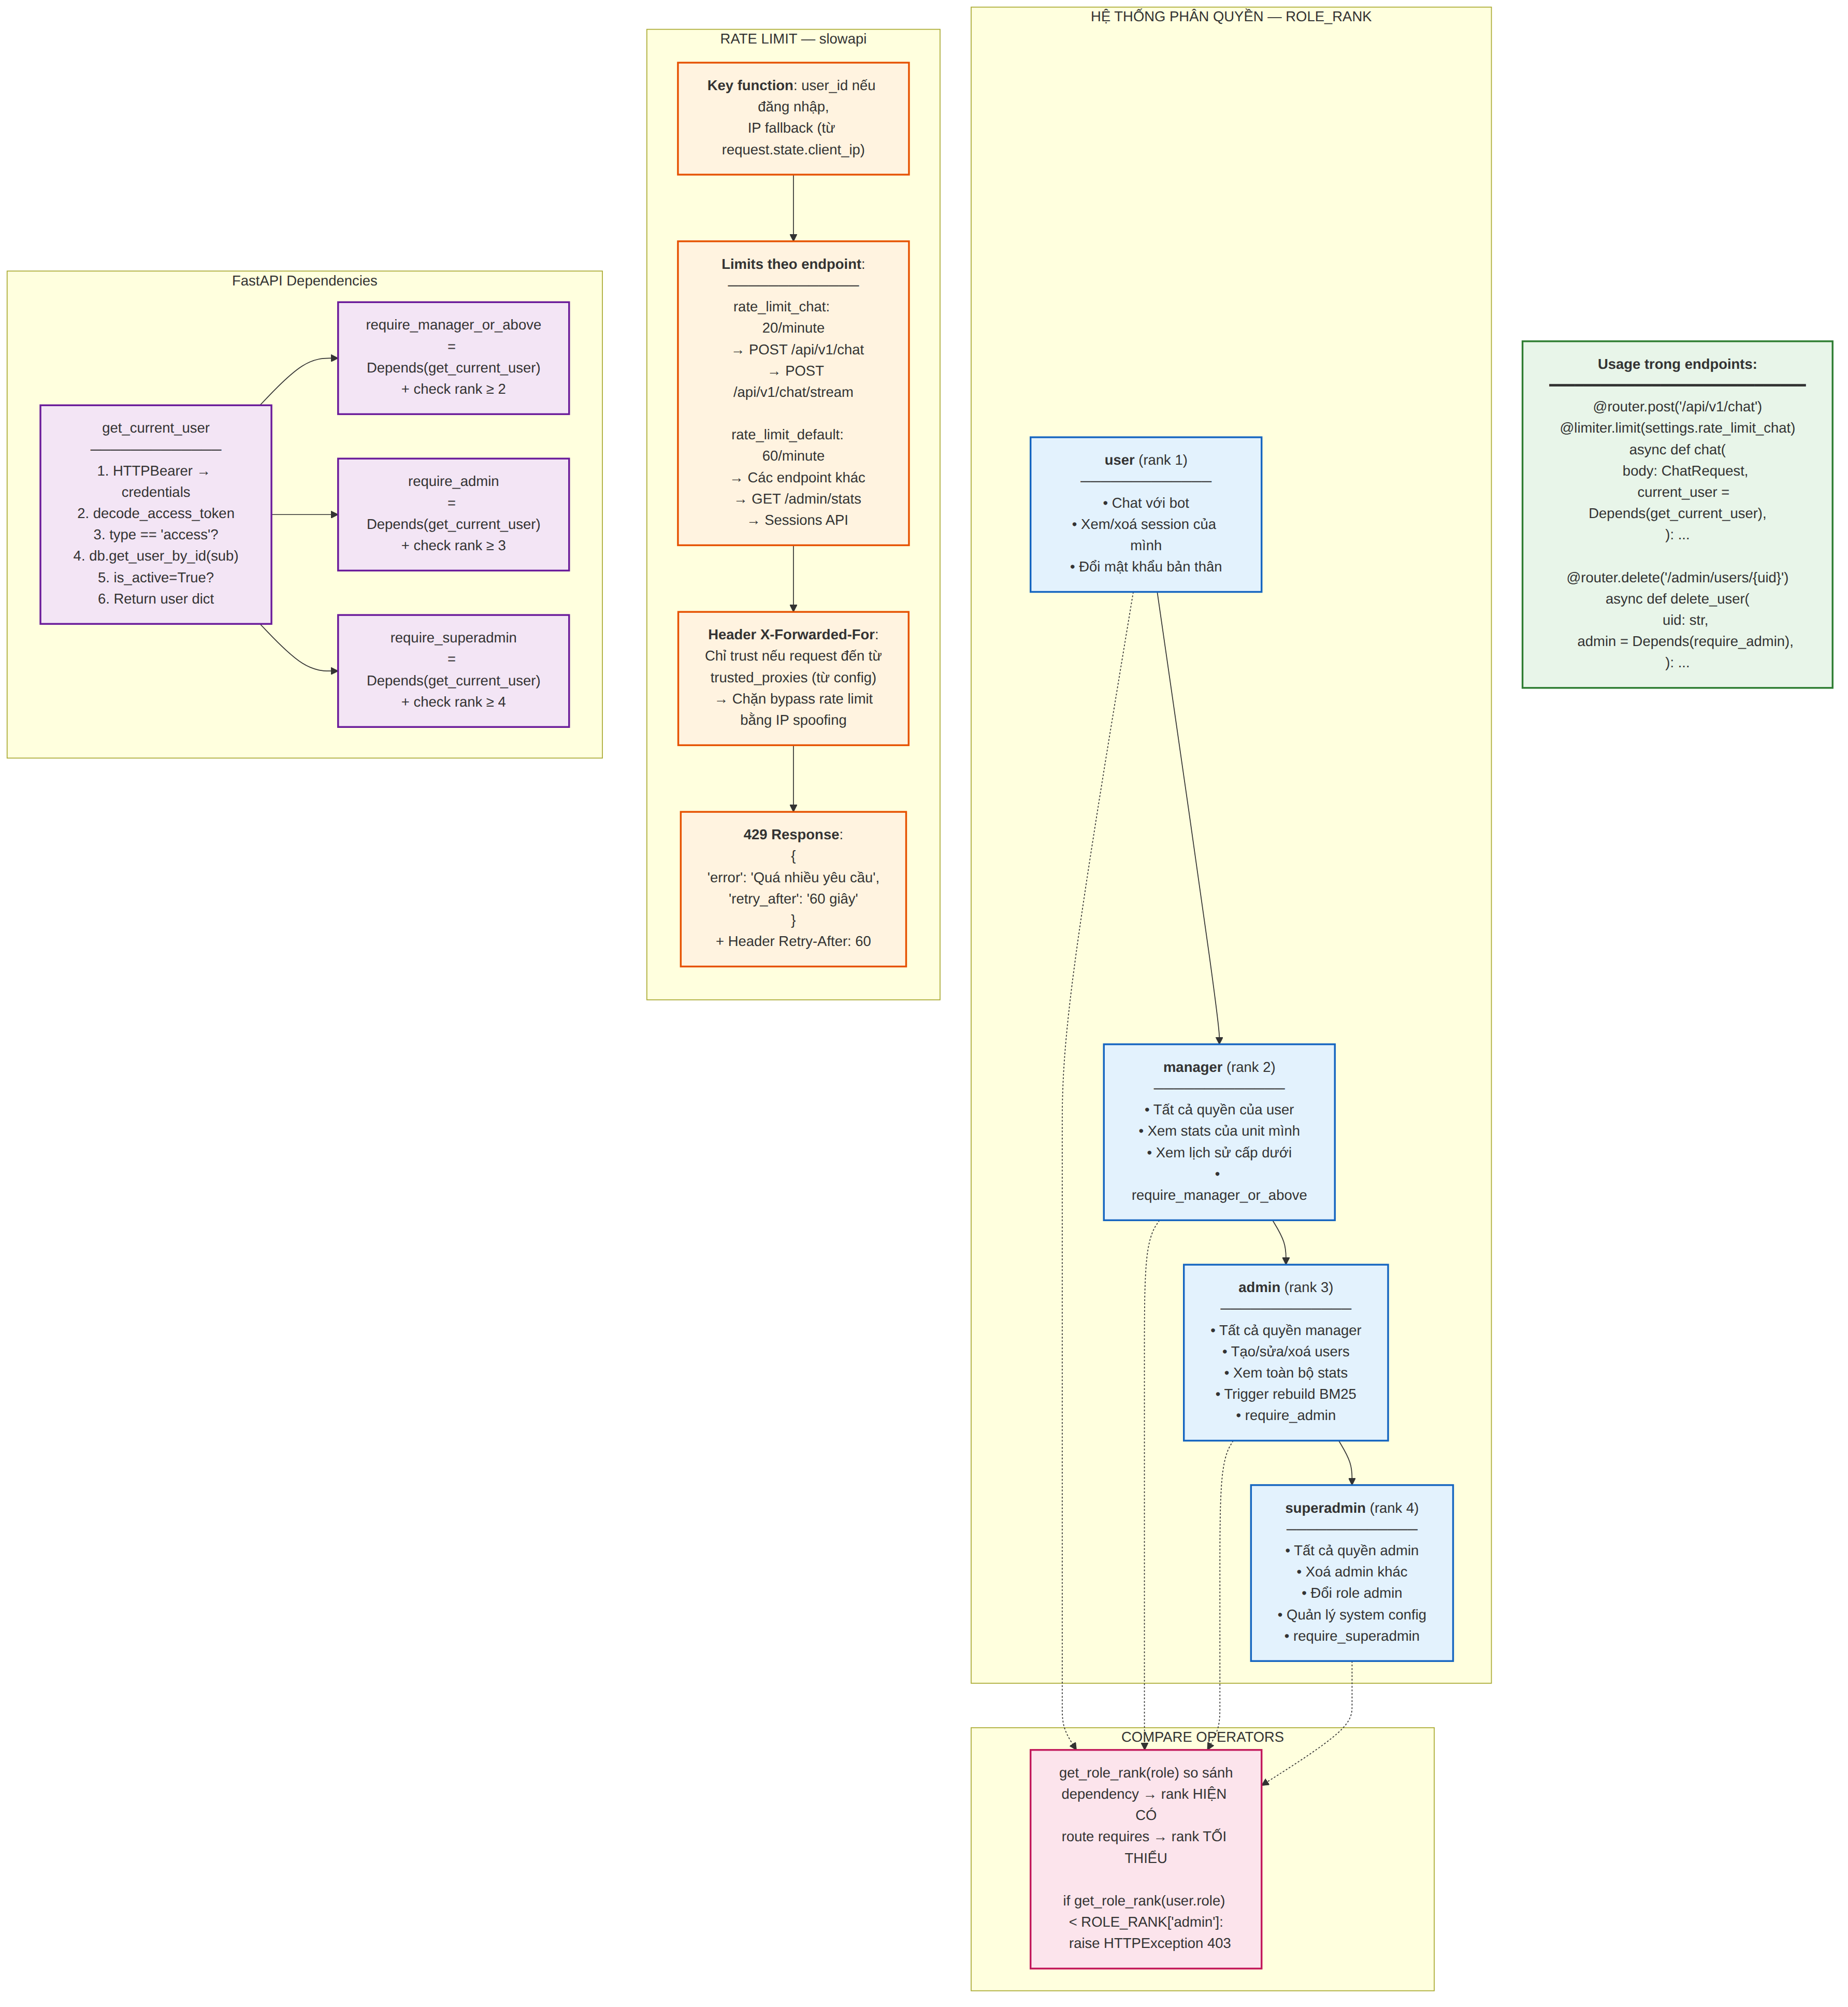 FastAPI Dependencies
get_current_user
1. HTTPBearer →
credentials
2. decode_access_token
3. type == 'access'?
4. db.get_user_by_id(sub)
5. is_active=True?
6. Return user dict
require_manager_or_above
=
Depends(get_current_user)
+ check rank ≥ 2
require_admin
=
Depends(get_current_user)
+ check rank ≥ 3
require_superadmin
=
Depends(get_current_user)
+ check rank ≥ 4
RATE LIMIT — slowapi
Key function: user_id nếu
đăng nhập,
IP fallback (từ
request.state.client_ip)
Limits theo endpoint:
rate_limit_chat:
20/minute
→ POST /api/v1/chat
→ POST
/api/v1/chat/stream
rate_limit_default:
60/minute
→ Các endpoint khác
→ GET /admin/stats
→ Sessions API
Header X-Forwarded-For:
Chỉ trust nếu request đến từ
trusted_proxies (từ config)
→ Chặn bypass rate limit
bằng IP spoofing
429 Response:
{
'error': 'Quá nhiều yêu cầu',
'retry_after': '60 giây'
}
+ Header Retry-After: 60
HỆ THỐNG PHÂN QUYỀN — ROLE_RANK
user (rank 1)
• Chat với bot
• Xem/xoá session của
mình
• Đổi mật khẩu bản thân
manager (rank 2)
• Tất cả quyền của user
• Xem stats của unit mình
• Xem lịch sử cấp dưới
•
require_manager_or_above
admin (rank 3)
• Tất cả quyền manager
• Tạo/sửa/xoá users
• Xem toàn bộ stats
• Trigger rebuild BM25
• require_admin
superadmin (rank 4)
• Tất cả quyền admin
• Xoá admin khác
• Đổi role admin
• Quản lý system config
• require_superadmin
COMPARE OPERATORS
get_role_rank(role) so sánh
dependency → rank HIỆN
CÓ
route requires → rank TỐI
THIỂU
if get_role_rank(user.role)
< ROLE_RANK['admin']:
raise HTTPException 403
Usage trong endpoints:
@router.post('/api/v1/chat')
@limiter.limit(settings.rate_limit_chat)
async def chat(
body: ChatRequest,
current_user =
Depends(get_current_user),
): ...
@router.delete('/admin/users/{uid}')
async def delete_user(
uid: str,
admin = Depends(require_admin),
): ...